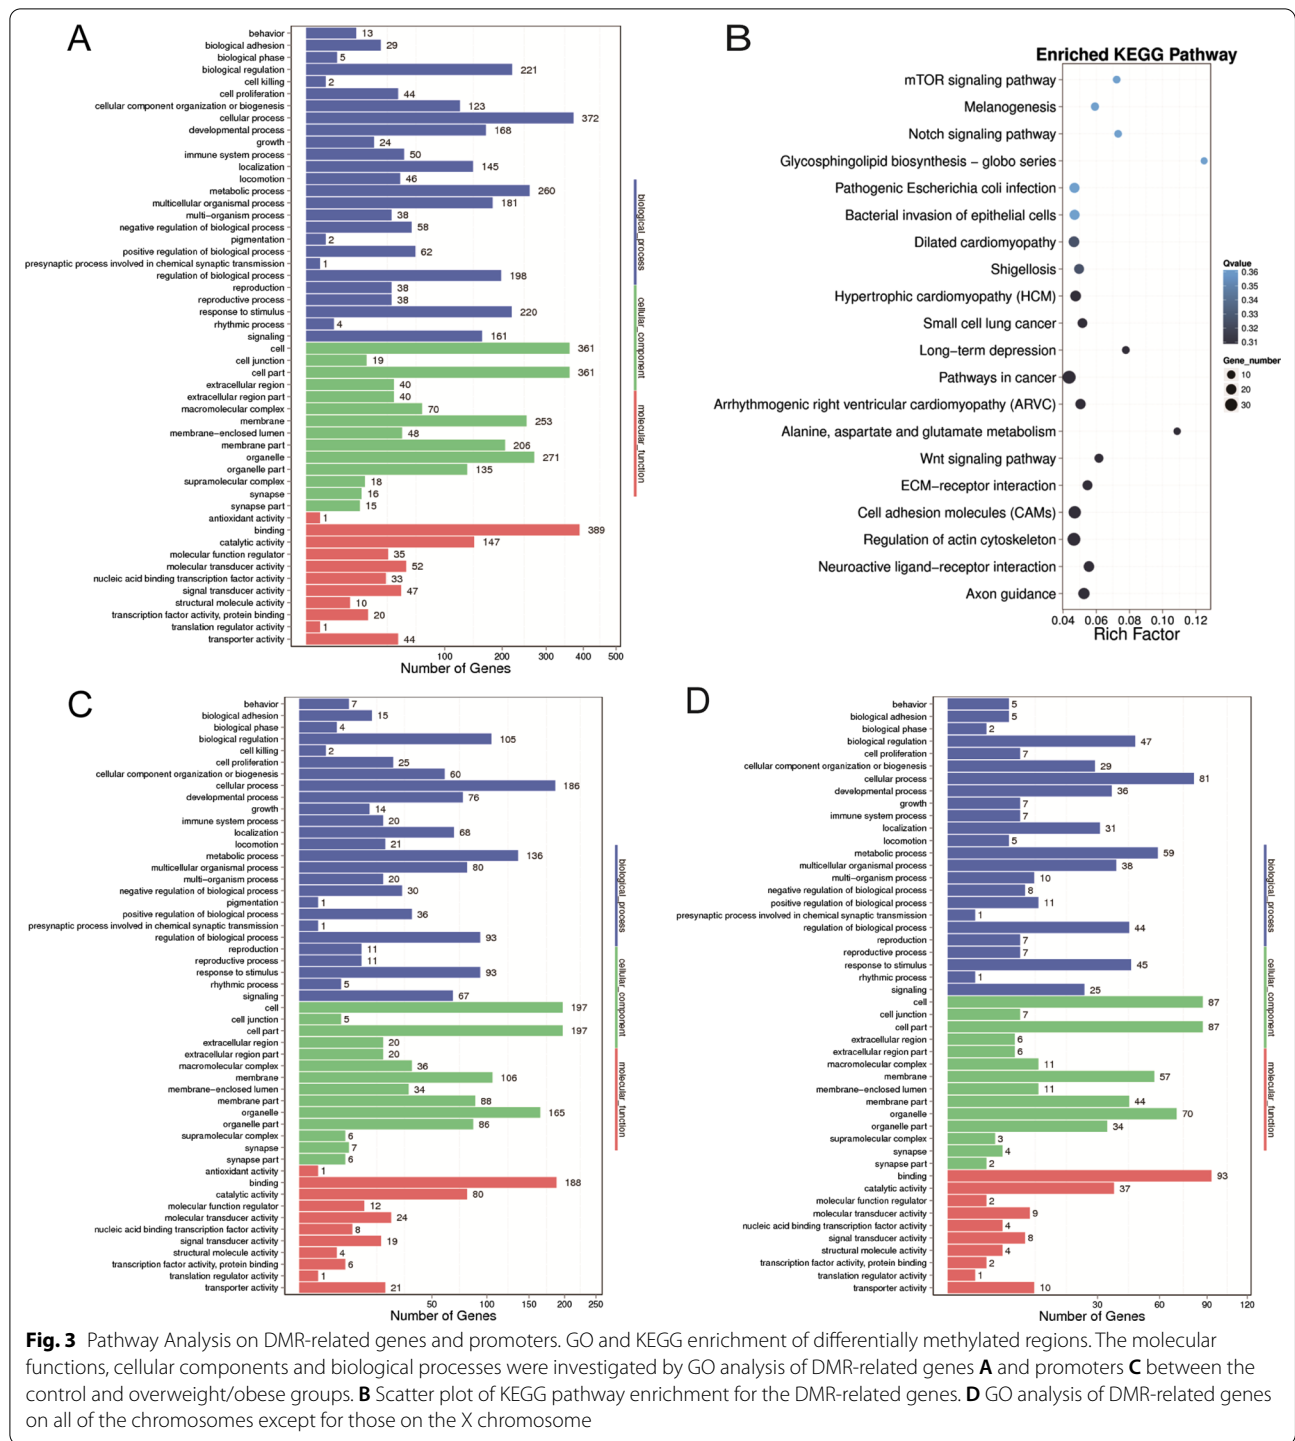 A
behavior 13
biological adhesion 29
biological phase 5
biological regulation 221
cell killing 2
cell proliferation 44
cellular component organization or biogenesis 123
cellular process 372
developmental process 168
growth 24
immune system process 50
localization 145
locomotion 46
metabolic process 260
multicellular organismal process 181
multi−organism process 38
negative regulation of biological process 58
pigmentation 2
positive regulation of biological process 62
presynaptic process involved in chemical synaptic transmission 1
regulation of biological process 198
reproduction 38
reproductive process 38
response to stimulus 220
rhythmic process 4
signaling 161
cell 361
cell junction 19
cell part 361
extracellular region 40
extracellular region part 40
macromolecular complex 70
membrane 253
membrane−enclosed lumen 48
membrane part 206
organelle 271
organelle part 135
supramolecular complex 18
synapse 16
synapse part 15
antioxidant activity 1
binding 389
catalytic activity 147
molecular function regulator 35
molecular transducer activity 52
nucleic acid binding transcription factor activity 33
signal transducer activity 47
structural molecule activity 10
transcription factor activity, protein binding 20
translation regulator activity 1
transporter activity 44
100 200 300 400 500
Number of Genes
biological_process
cellular_component
molecular_function
B
Enriched KEGG Pathway
mTOR signaling pathway
Melanogenesis
Notch signaling pathway
Glycosphingolipid biosynthesis − globo series
Pathogenic Escherichia coli infection
Bacterial invasion of epithelial cells
Dilated cardiomyopathy
Shigellosis
Hypertrophic cardiomyopathy (HCM)
Small cell lung cancer
Long−term depression
Pathways in cancer
Arrhythmogenic right ventricular cardiomyopathy (ARVC)
Alanine, aspartate and glutamate metabolism
Wnt signaling pathway
ECM−receptor interaction
Cell adhesion molecules (CAMs)
Regulation of actin cytoskeleton
Neuroactive ligand−receptor interaction
Axon guidance
0.04 0.06 0.08 0.10 0.12
Rich Factor
Qvalue
0.36
0.35
0.34
0.33
0.32
0.31
Gene_number
10
20
30
C
behavior 7
biological adhesion 15
biological phase 4
biological regulation 105
cell killing 2
cell proliferation 25
cellular component organization or biogenesis 60
cellular process 186
developmental process 76
growth 14
immune system process 20
localization 68
locomotion 21
metabolic process 136
multicellular organismal process 80
multi−organism process 20
negative regulation of biological process 30
pigmentation 1
positive regulation of biological process 36
presynaptic process involved in chemical synaptic transmission 1
regulation of biological process 93
reproduction 11
reproductive process 11
response to stimulus 93
rhythmic process 5
signaling 67
cell 197
cell junction 5
cell part 197
extracellular region 20
extracellular region part 20
macromolecular complex 36
membrane 106
membrane−enclosed lumen 34
membrane part 88
organelle 165
organelle part 86
supramolecular complex 6
synapse 7
synapse part 6
antioxidant activity 1
binding 188
catalytic activity 80
molecular function regulator 12
molecular transducer activity 24
nucleic acid binding transcription factor activity 8
signal transducer activity 19
structural molecule activity 4
transcription factor activity, protein binding 6
translation regulator activity 1
transporter activity 21
50 100 150 200 250
Number of Genes
biological_process
cellular_component
molecular_function
D
behavior 5
biological adhesion 5
biological phase 2
biological regulation 47
cell proliferation 7
cellular component organization or biogenesis 29
cellular process 81
developmental process 36
growth 7
immune system process 7
localization 31
locomotion 5
metabolic process 59
multicellular organismal process 38
multi−organism process 10
negative regulation of biological process 8
positive regulation of biological process 11
presynaptic process involved in chemical synaptic transmission 1
regulation of biological process 44
reproduction 7
reproductive process 7
response to stimulus 45
rhythmic process 1
signaling 25
cell 87
cell junction 7
cell part 87
extracellular region 6
extracellular region part 6
macromolecular complex 11
membrane 57
membrane−enclosed lumen 11
membrane part 44
organelle 70
organelle part 34
supramolecular complex 3
synapse 4
synapse part 2
binding 93
catalytic activity 37
molecular function regulator 2
molecular transducer activity 9
nucleic acid binding transcription factor activity 4
signal transducer activity 8
structural molecule activity 4
transcription factor activity, protein binding 2
translation regulator activity 1
transporter activity 10
30 60 90 120
Number of Genes
biological_process
cellular_component
molecular_function
Fig. 3 Pathway Analysis on DMR-related genes and promoters. GO and KEGG enrichment of differentially methylated regions. The molecular
functions, cellular components and biological processes were investigated by GO analysis of DMR-related genes A and promoters C between the
control and overweight/obese groups. B Scatter plot of KEGG pathway enrichment for the DMR-related genes. D GO analysis of DMR-related genes
on all of the chromosomes except for those on the X chromosome